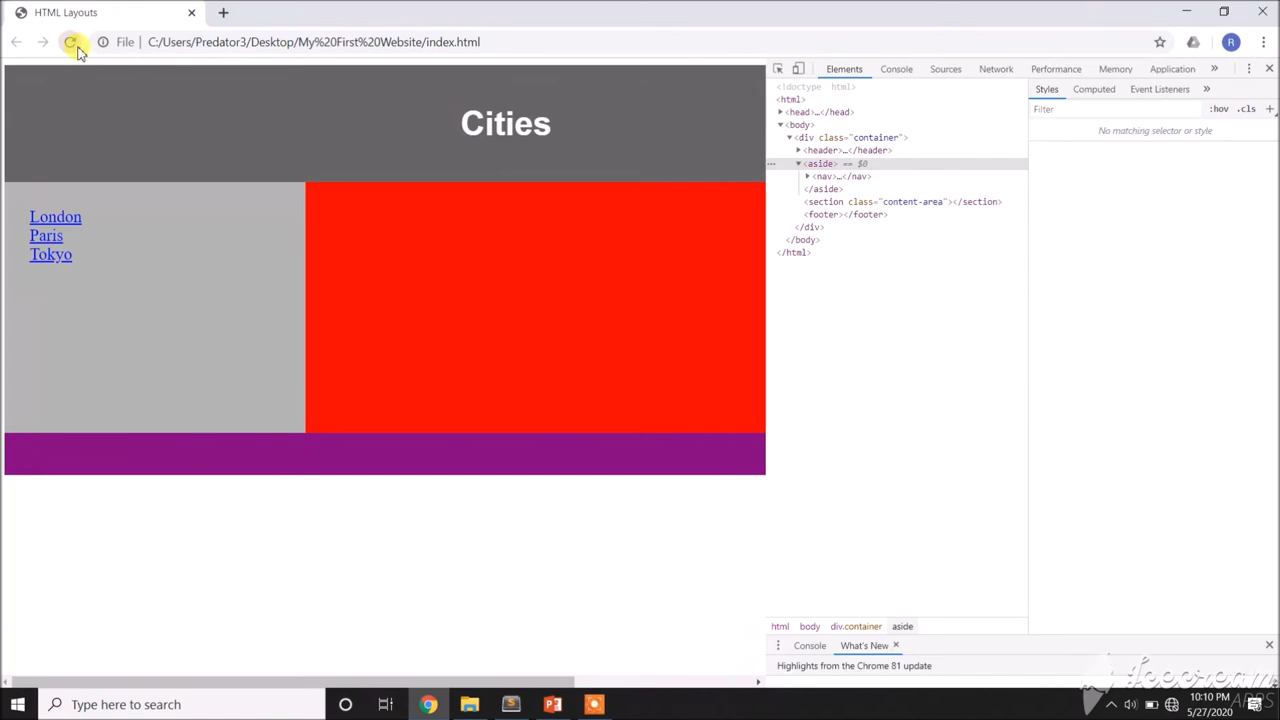 HTML Layouts
File
C:/Users/Predator3/Desktop/My%20First%20Website/index.html
R
Cities
London
Paris
Tokyo
Elements Console Sources Network Performance Memory Application »
<!doctype html>
<html>
<head>…</head>
<body>
<div class="container">
<header>…</header>
<aside> == $0
<nav>…</nav>
</aside>
<section class="content-area"></section>
<footer></footer>
</div>
</body>
</html>
Styles Computed Event Listeners »
Filter
:hov .cls +
No matching selector or style
html body div.container aside
Console What's New
Highlights from the Chrome 81 update
Type here to search
10:10 PM
5/27/2020
Icecream
APPS